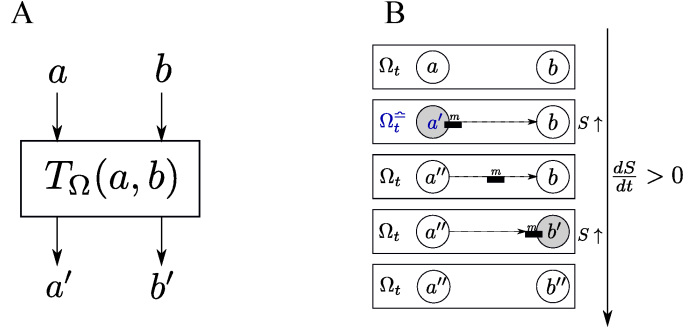 A
a b
T_Ω(a, b)
a′ b′
B
Ω_t a b
Ω_t^≏ a′ m b S↑
Ω_t a″ m b
Ω_t a″ m b′ S↑
Ω_t a″ b″
dS/dt > 0